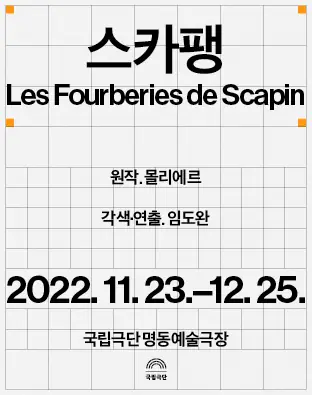 스카팽
Les Fourberies de Scapin
원작. 몰리에르
각색·연출. 임도완
2022. 11. 23.–12. 25.
국립극단 명동예술극장
국립극단